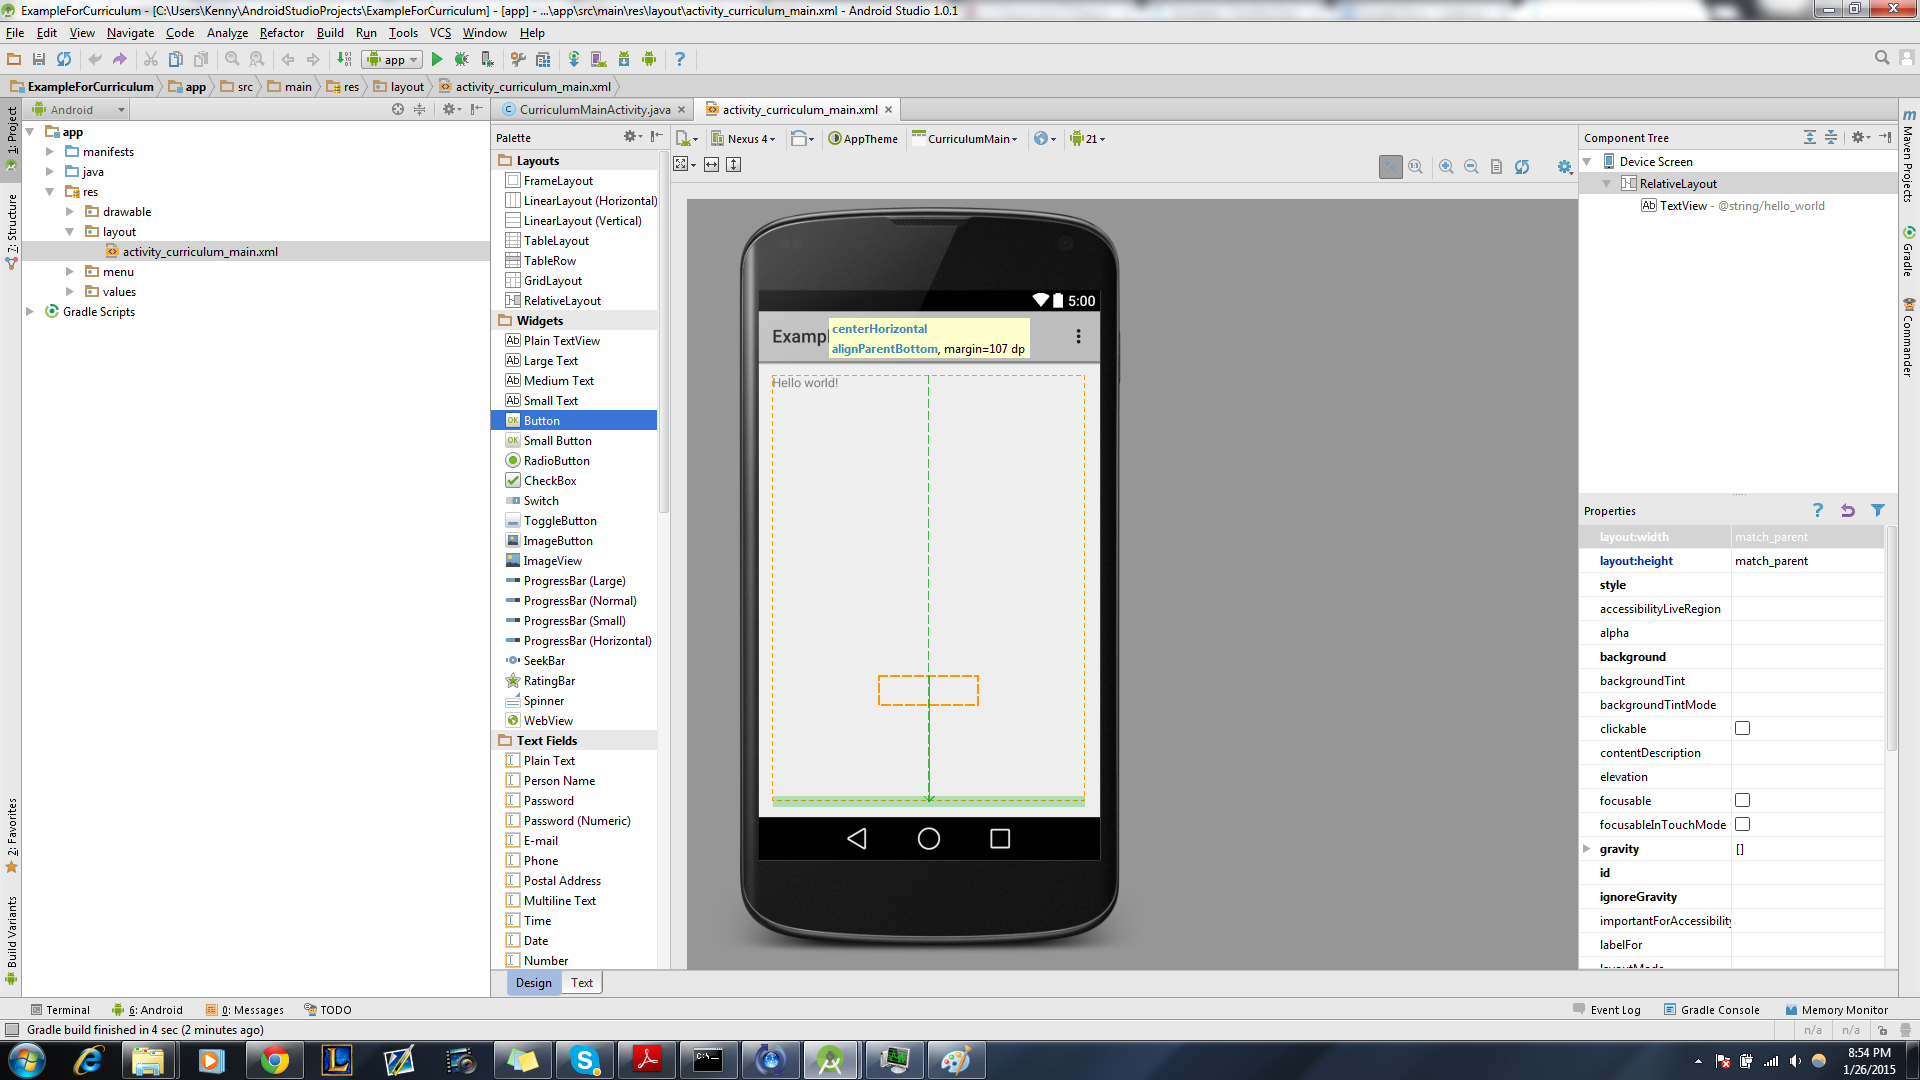 ExampleForCurriculum - [C:\Users\Kenny\AndroidStudioProjects\ExampleForCurriculum] - [app] - ...\app\src\main\res\layout\activity_curriculum_main.xml - Android Studio 1.0.1
File Edit View Navigate Code Analyze Refactor Build Run Tools VCS Window Help
app
ExampleForCurriculum app src main res layout activity_curriculum_main.xml
1: Project
7: Structure
2: Favorites
Build Variants
Android
app
manifests
java
res
drawable
layout
activity_curriculum_main.xml
menu
values
Gradle Scripts
CurriculumMainActivity.java activity_curriculum_main.xml
Palette
Layouts
FrameLayout
LinearLayout (Horizontal)
LinearLayout (Vertical)
TableLayout
TableRow
GridLayout
RelativeLayout
Widgets
Plain TextView
Large Text
Medium Text
Small Text
Button
Small Button
RadioButton
CheckBox
Switch
ToggleButton
ImageButton
ImageView
ProgressBar (Large)
ProgressBar (Normal)
ProgressBar (Small)
ProgressBar (Horizontal)
SeekBar
RatingBar
Spinner
WebView
Text Fields
Plain Text
Person Name
Password
Password (Numeric)
E-mail
Phone
Postal Address
Multiline Text
Time
Date
Number
Nexus 4 AppTheme CurriculumMain 21
5:00
Exampl
centerHorizontal
alignParentBottom, margin=107 dp
Hello world!
Design Text
Component Tree
Device Screen
RelativeLayout
Ab TextView - @string/hello_world
Properties
layout:width match_parent
layout:height match_parent
style
accessibilityLiveRegion
alpha
background
backgroundTint
backgroundTintMode
clickable
contentDescription
elevation
focusable
focusableInTouchMode
gravity []
id
ignoreGravity
importantForAccessibility
labelFor
layoutMode
Maven Projects
Gradle
Commander
Terminal 6: Android 0: Messages TODO Event Log Gradle Console Memory Monitor
Gradle build finished in 4 sec (2 minutes ago) n/a n/a
8:54 PM
1/26/2015